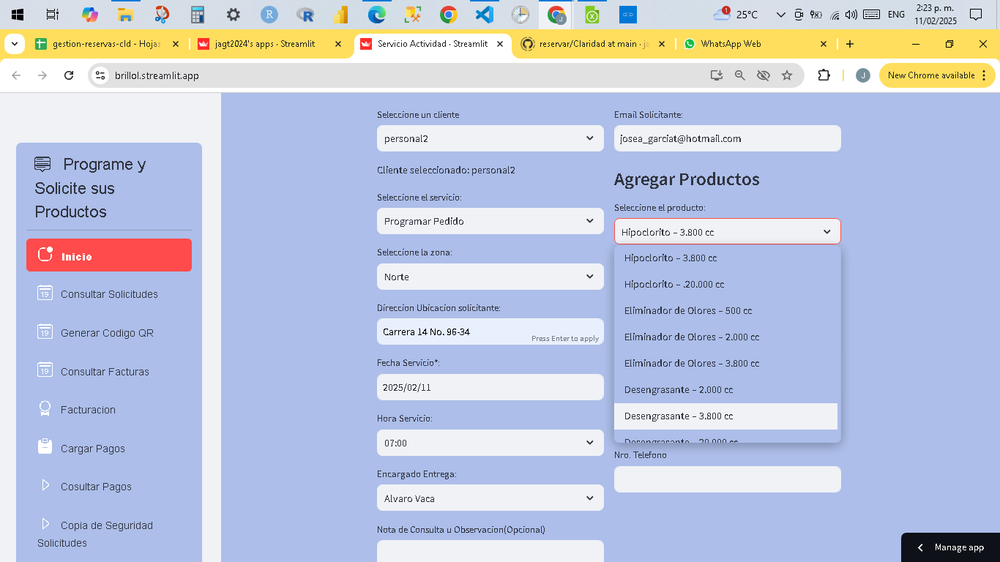 25°C
ENG
2:23 p. m.
11/02/2025
gestion-reservas-cld - Hojas
jagt2024's apps · Streamlit
Servicio Actividad · Streamlit
reservar/Claridad at main · ja
WhatsApp Web
brillol.streamlit.app
J
New Chrome available
Programe y
Solicite sus
Productos
Inicio
Consultar Solicitudes
Generar Codigo QR
Consultar Facturas
Facturacion
Cargar Pagos
Cosultar Pagos
Copia de Seguridad
Solicitudes
Seleccione un cliente
personal2
Cliente seleccionado: personal2
Seleccione el servicio:
Programar Pedido
Seleccione la zona:
Norte
Direccion Ubicacion solicitante:
Carrera 14 No. 96-34
Press Enter to apply
Fecha Servicio*:
2025/02/11
Hora Servicio:
07:00
Encargado Entrega:
Alvaro Vaca
Nota de Consulta u Observacion(Opcional)
Email Solicitante:
josea_garciat@hotmail.com
Agregar Productos
Seleccione el producto:
Hipoclorito - 3.800 cc
Hipoclorito - 3.800 cc
Hipoclorito - .20.000 cc
Eliminador de Olores - 500 cc
Eliminador de Olores - 2.000 cc
Eliminador de Olores - 3.800 cc
Desengrasante - 2.000 cc
Desengrasante - 3.800 cc
Desengrasante - 20.000 cc
Nro. Telefono
Manage app